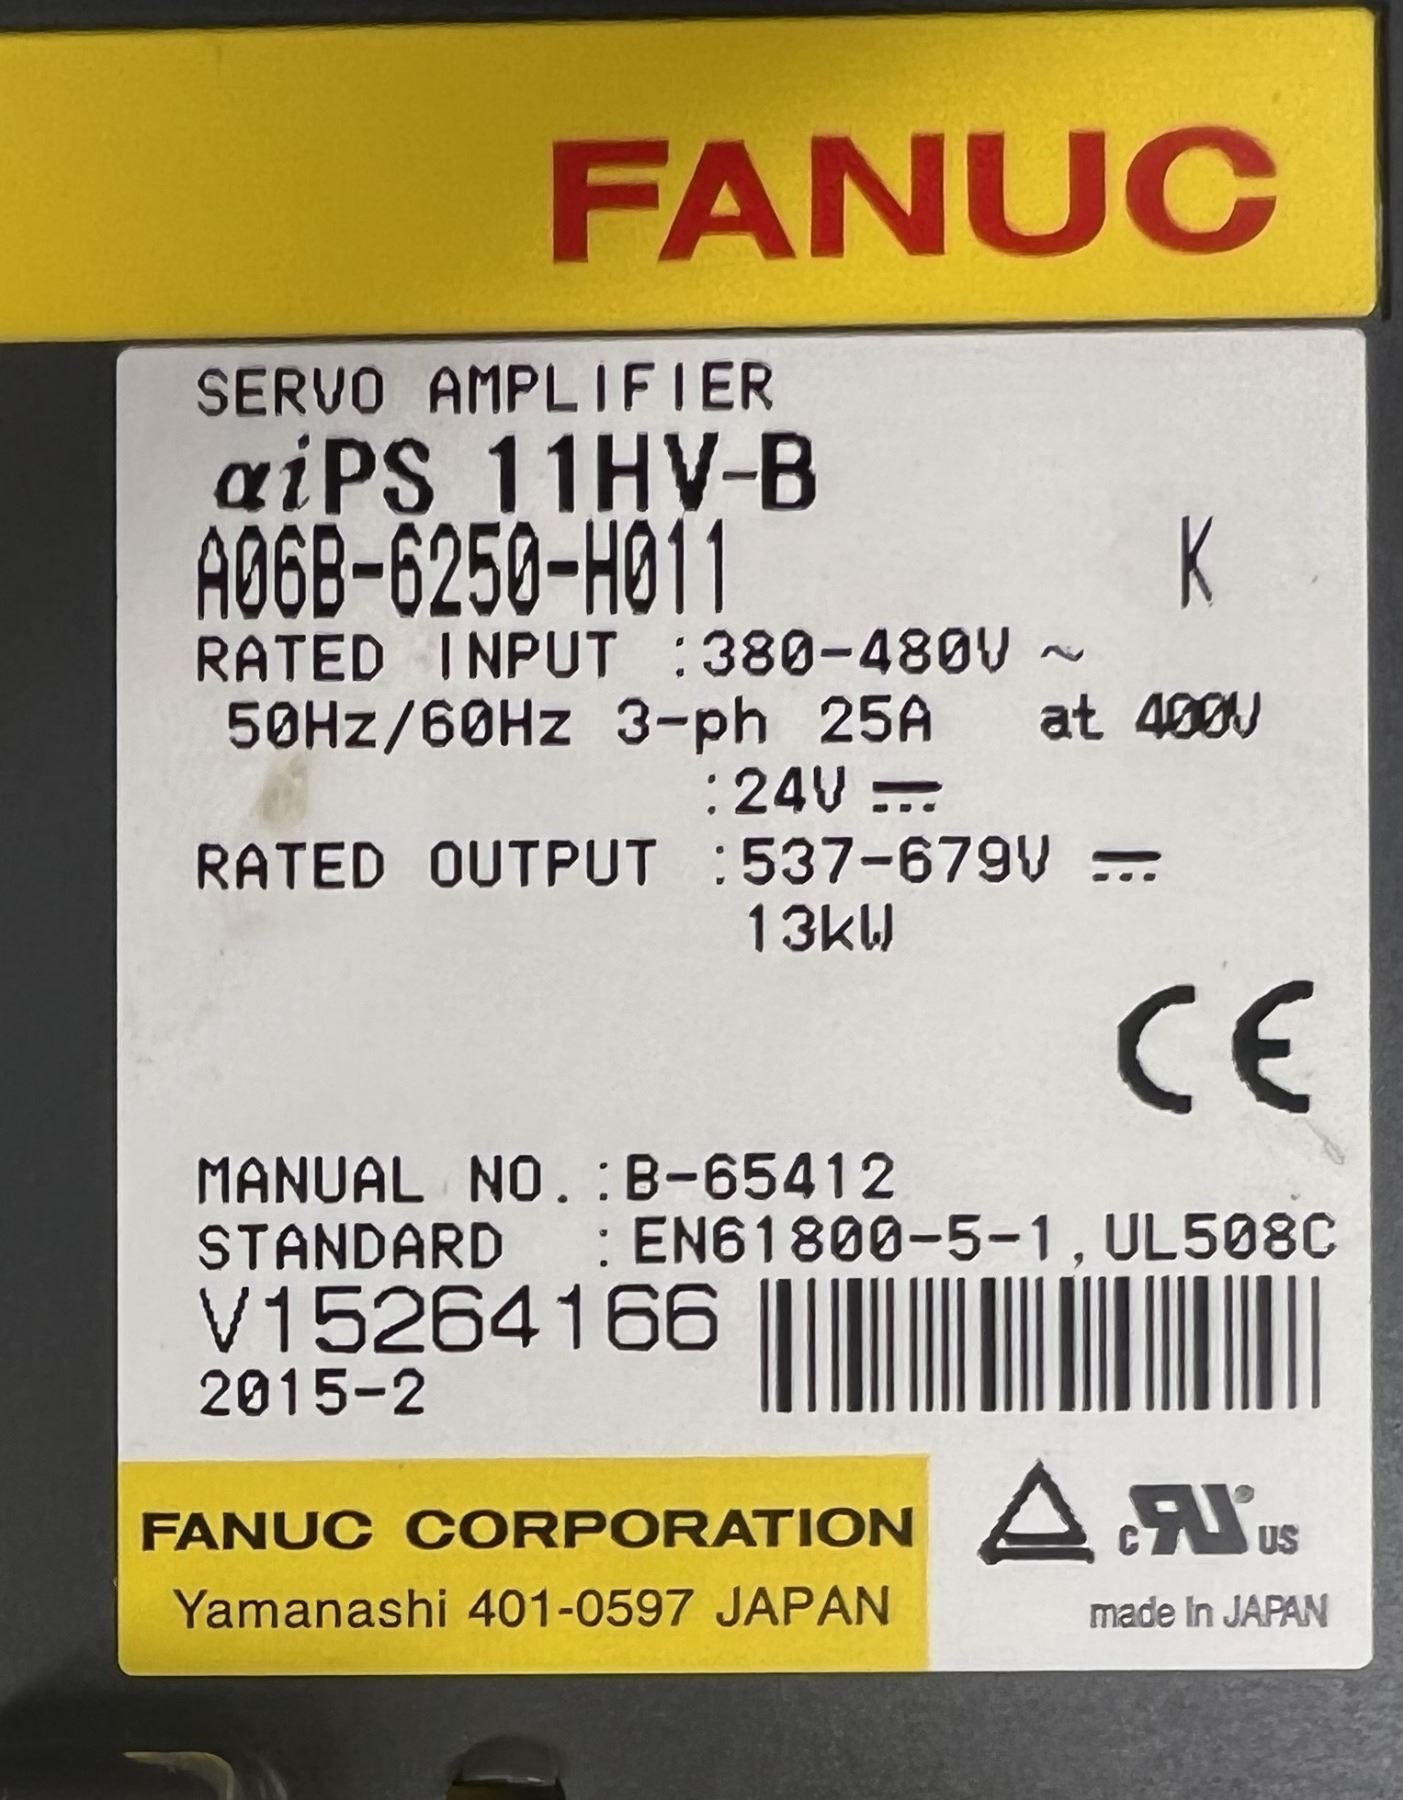 FANUC
SERVO AMPLIFIER
αiPS 11HV-B
A06B-6250-H011 K
RATED INPUT :380-480V ~
50Hz/60Hz 3-ph 25A at 400V
:24V ⎓
RATED OUTPUT :537-679V ⎓
13kW
CE
MANUAL NO.:B-65412
STANDARD :EN61800-5-1,UL508C
V15264166
2015-2
FANUC CORPORATION
Yamanashi 401-0597 JAPAN
c RU US
made in JAPAN